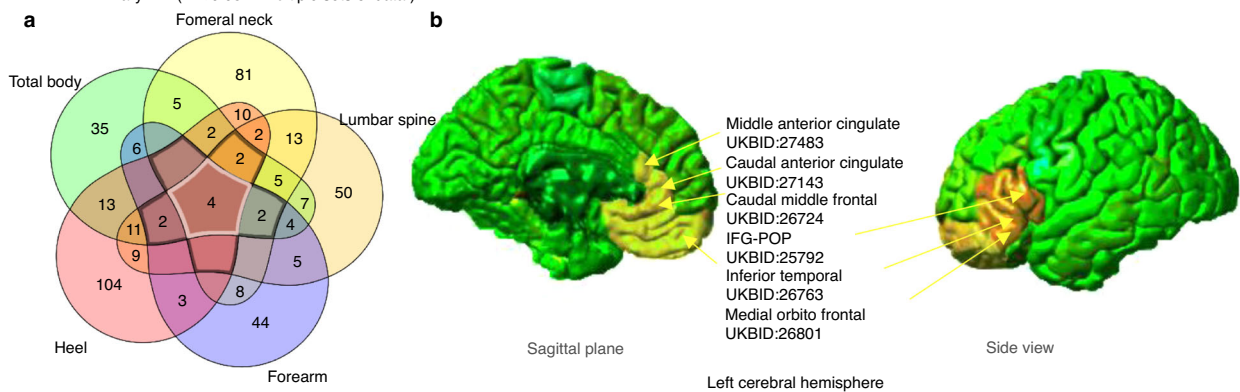 a
b
Fomeral neck
Total body
Lumbar spine
Heel
Forearm
81
5
10
35
2
2
13
6
2
5
50
13
4
7
2
2
4
11
9
5
104
3
8
44
Middle anterior cingulate
UKBID:27483
Caudal anterior cingulate
UKBID:27143
Caudal middle frontal
UKBID:26724
IFG-POP
UKBID:25792
Inferior temporal
UKBID:26763
Medial orbito frontal
UKBID:26801
Sagittal plane
Side view
Left cerebral hemisphere